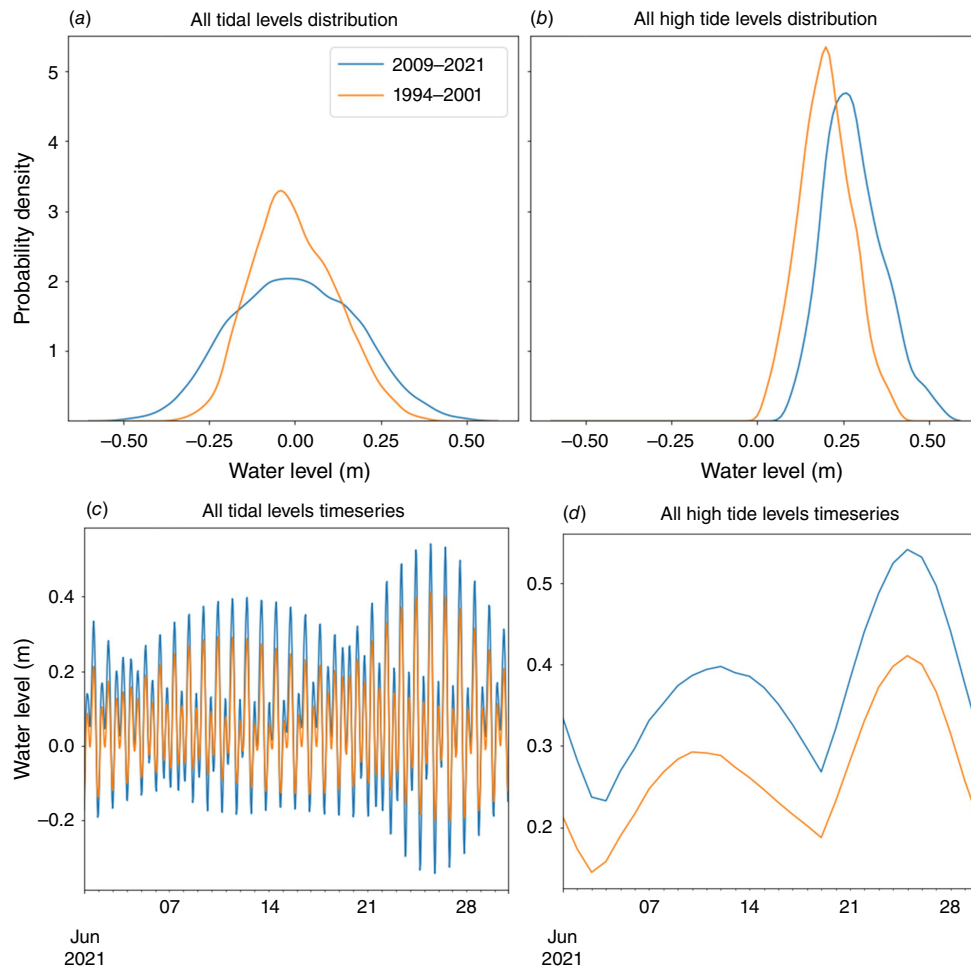 (a) All tidal levels distribution
(b) All high tide levels distribution
2009–2021
1994–2001
Probability density
5
4
3
2
1
–0.50 –0.25 0.00 0.25 0.50
Water level (m)
–0.50 –0.25 0.00 0.25 0.50
Water level (m)
(c) All tidal levels timeseries
(d) All high tide levels timeseries
Water level (m)
0.4
0.2
0.0
–0.2
07 14 21 28
Jun
2021
0.5
0.4
0.3
0.2
07 14 21 28
Jun
2021